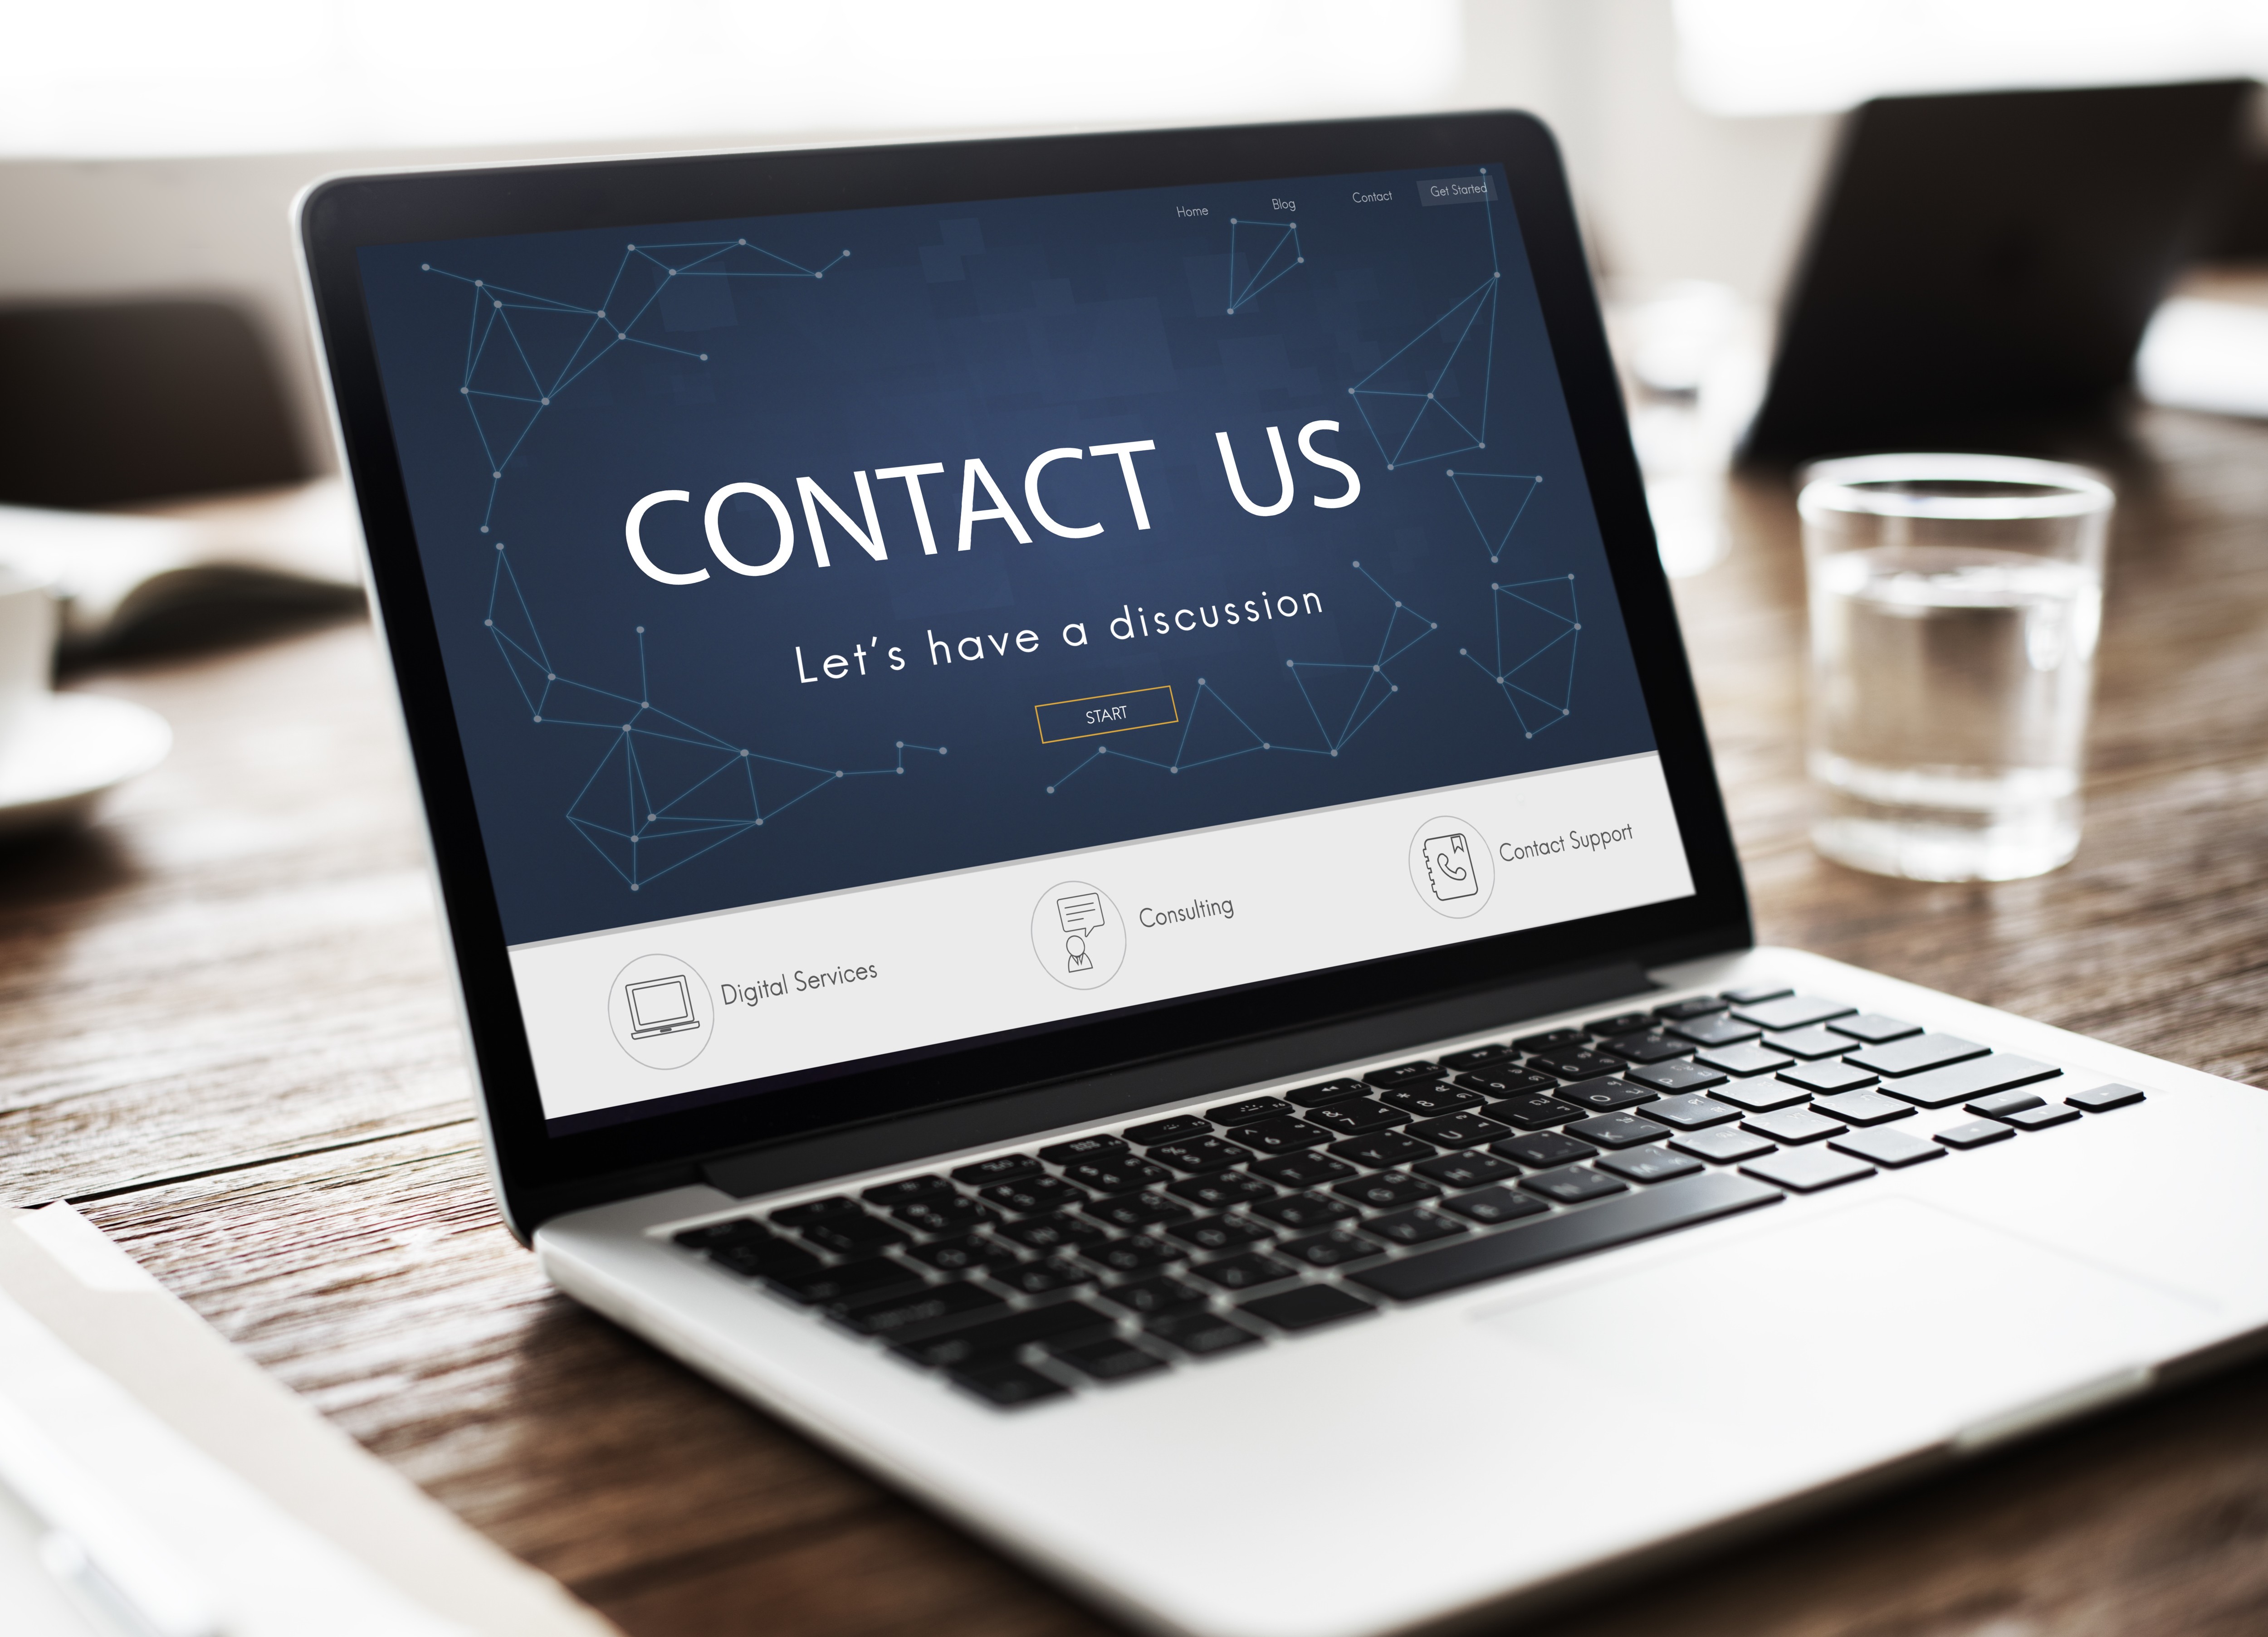 Home Blog Contact Get Started
CONTACT US
Let's have a discussion
START
Digital Services
Consulting
Contact Support